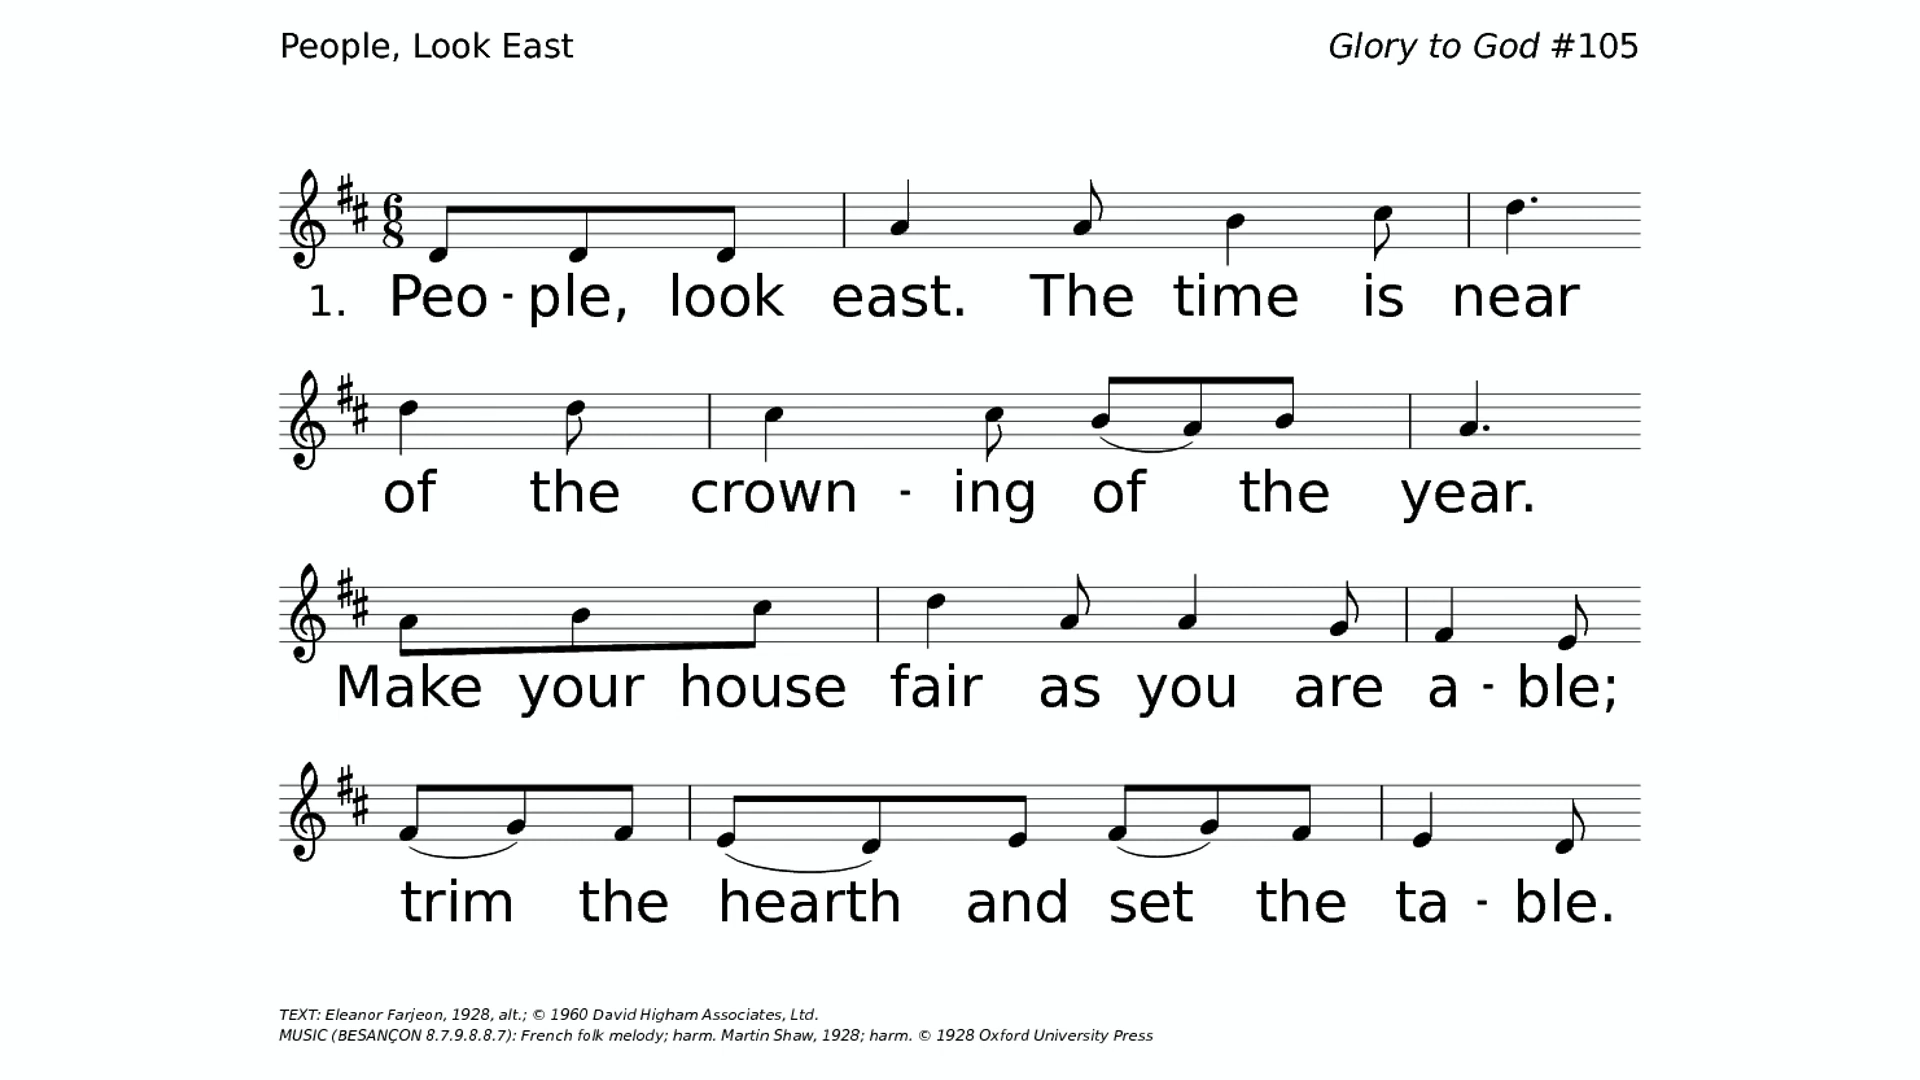 People, Look East
Glory to God #105
6
8
1. Peo - ple, look east. The time is near
of the crown - ing of the year.
Make your house fair as you are a - ble;
trim the hearth and set the ta - ble.
TEXT: Eleanor Farjeon, 1928, alt.; © 1960 David Higham Associates, Ltd.
MUSIC (BESANÇON 8.7.9.8.8.7): French folk melody; harm. Martin Shaw, 1928; harm. © 1928 Oxford University Press